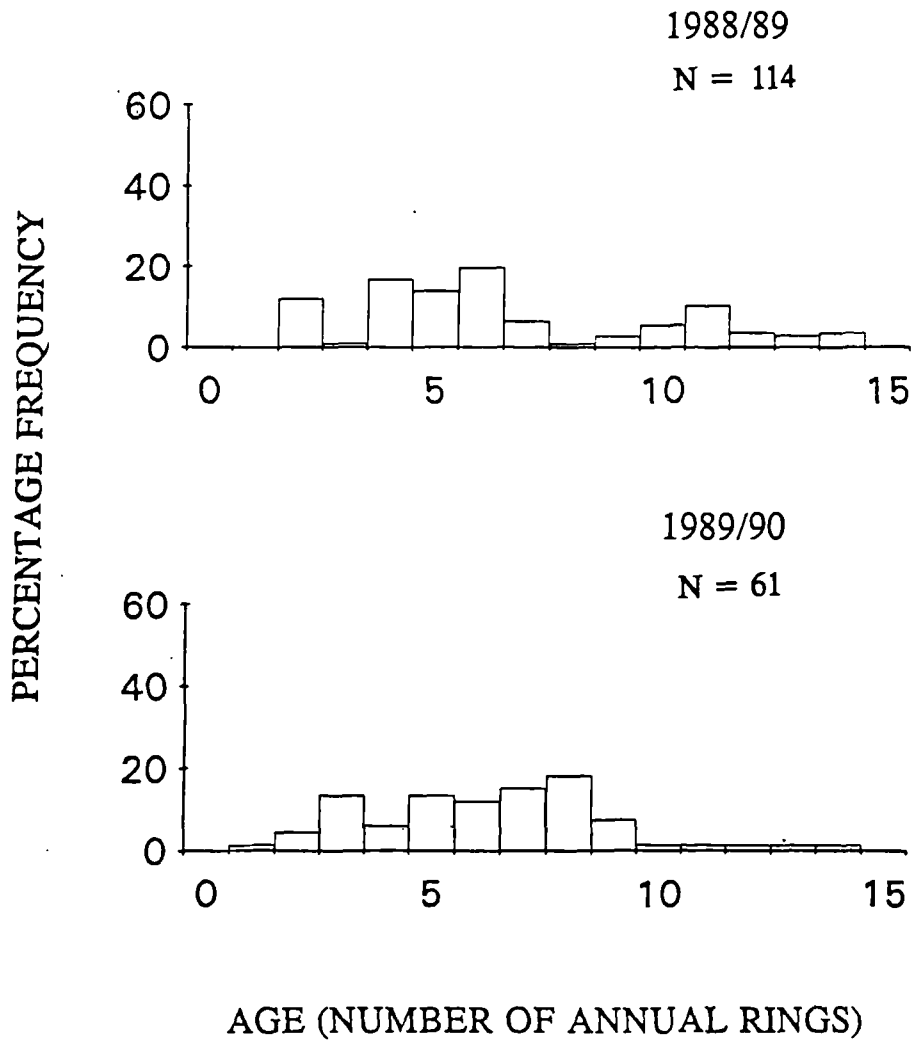 1988/89
N = 114
60
40
20
0
0 5 10 15
PERCENTAGE FREQUENCY
1989/90
N = 61
60
40
20
0
0 5 10 15
AGE (NUMBER OF ANNUAL RINGS)